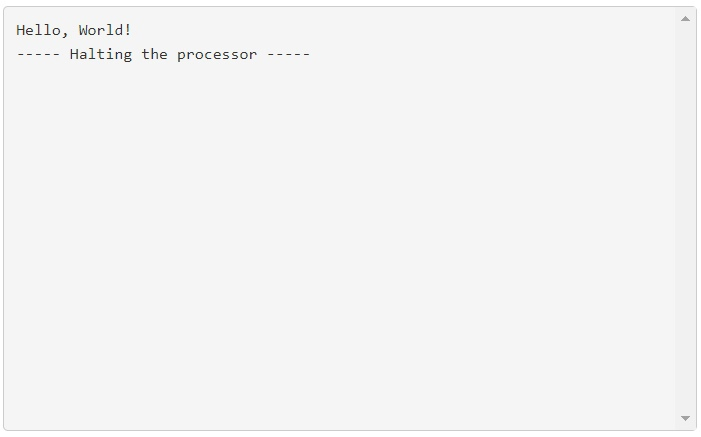 Hello, World!
----- Halting the processor -----